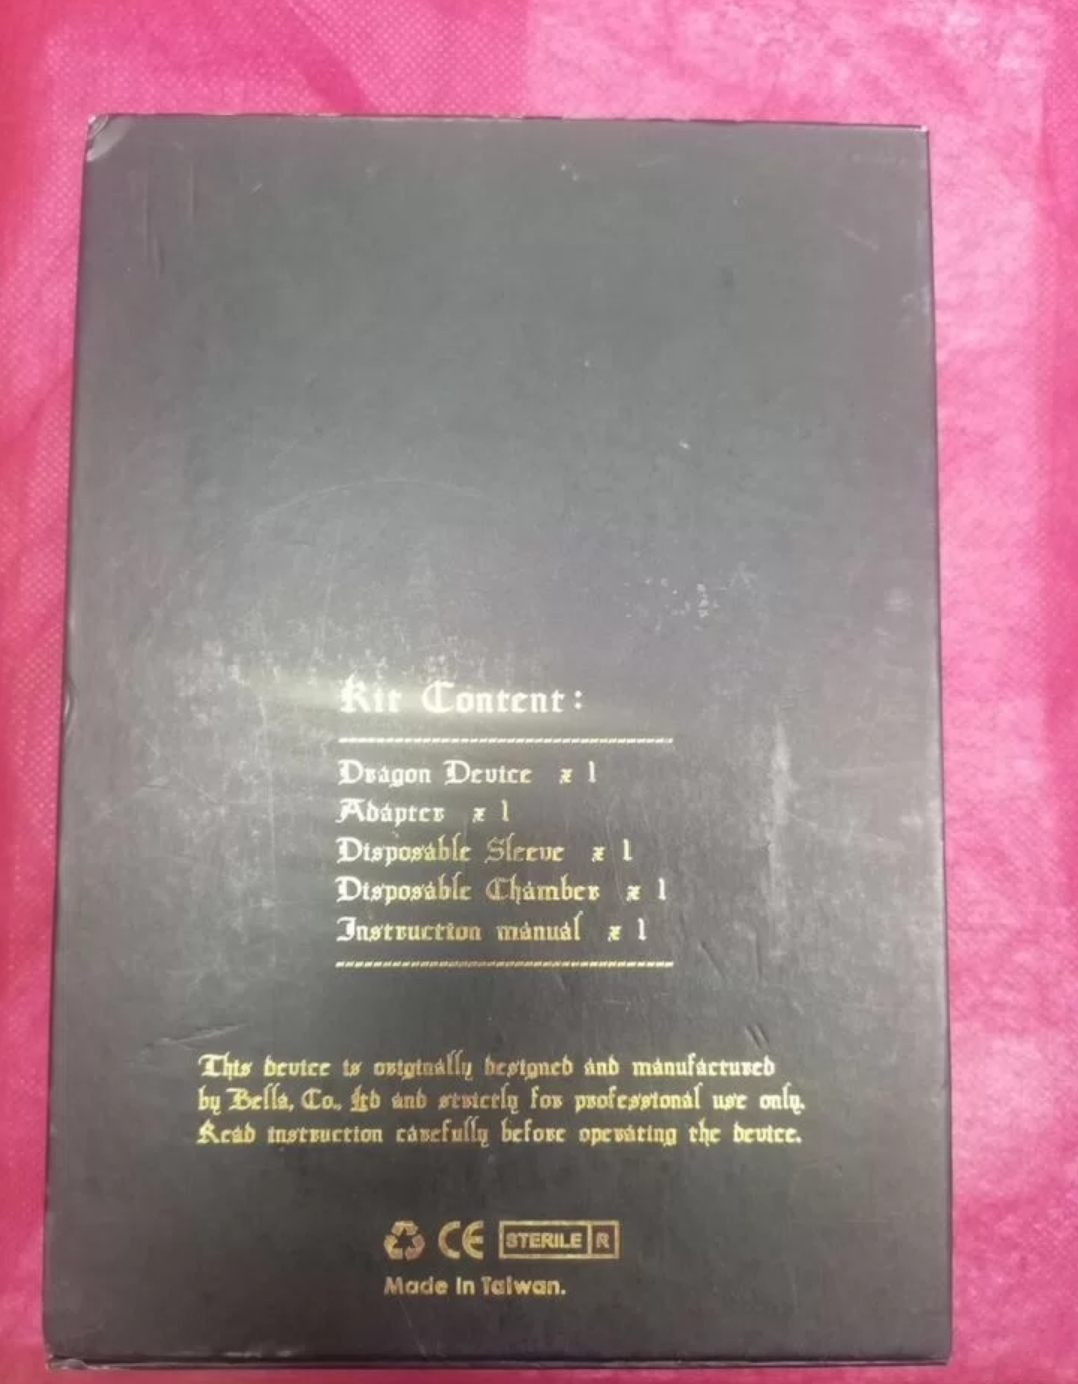 Kit Content:
Dragon Device x 1
Adapter x 1
Disposable Sleeve x 1
Disposable Chamber x 1
Instruction manual x 1
This device is originally designed and manufactured
by Bella, Co., Ltd and strictly for professional use only.
Read instruction carefully before operating the device.
CE STERILE R
Made in Taiwan.